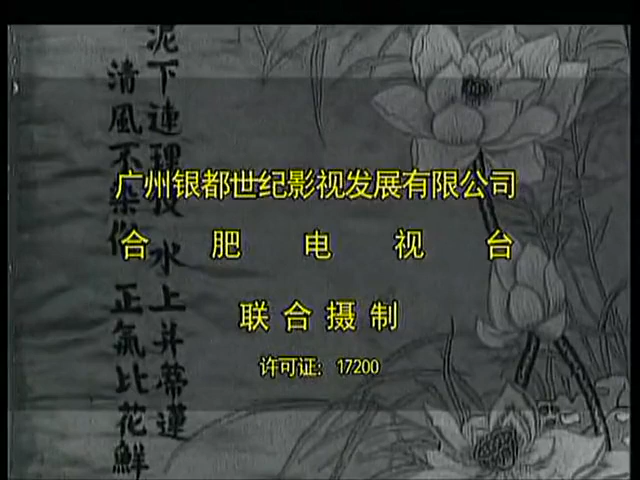 泥下連理枝 水上并蒂蓮
清風不染 正氣比花鮮
广州银都世纪影视发展有限公司
合肥电视台
联合摄制
许可证：17200